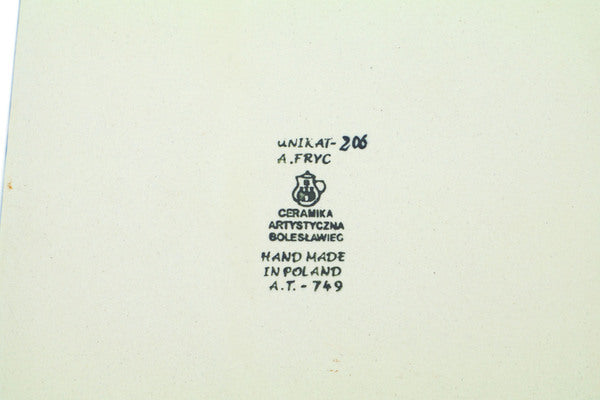 UNIKAT-206
A.FRYC
CERAMIKA
ARTYSTYCZNA
BOLESŁAWIEC
HAND MADE
IN POLAND
A.T.-749